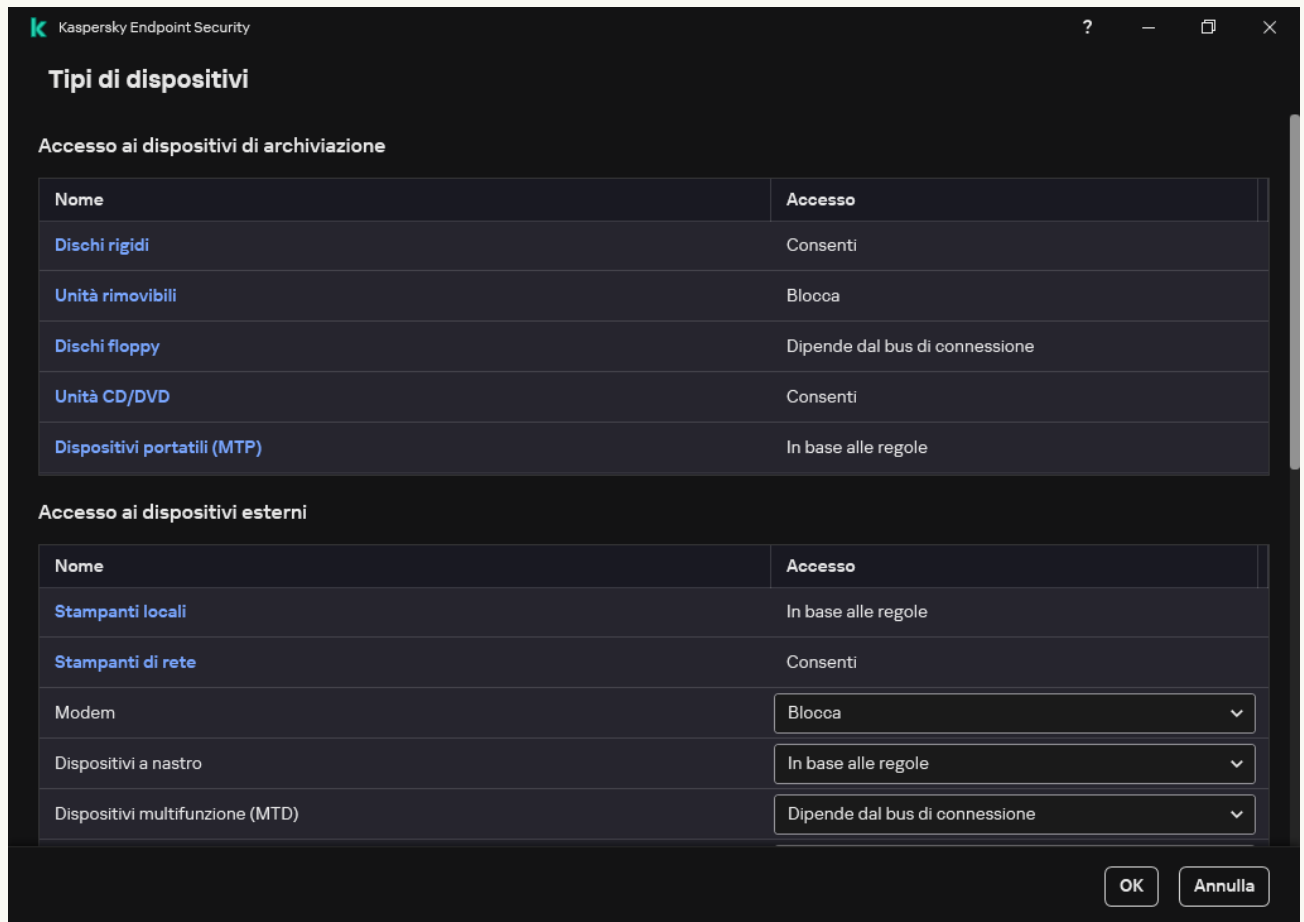 Kaspersky Endpoint Security ?
Tipi di dispositivi
Accesso ai dispositivi di archiviazione
Nome Accesso
Dischi rigidi Consenti
Unità rimovibili Blocca
Dischi floppy Dipende dal bus di connessione
Unità CD/DVD Consenti
Dispositivi portatili (MTP) In base alle regole
Accesso ai dispositivi esterni
Nome Accesso
Stampanti locali In base alle regole
Stampanti di rete Consenti
Modem Blocca
Dispositivi a nastro In base alle regole
Dispositivi multifunzione (MTD) Dipende dal bus di connessione
OK Annulla